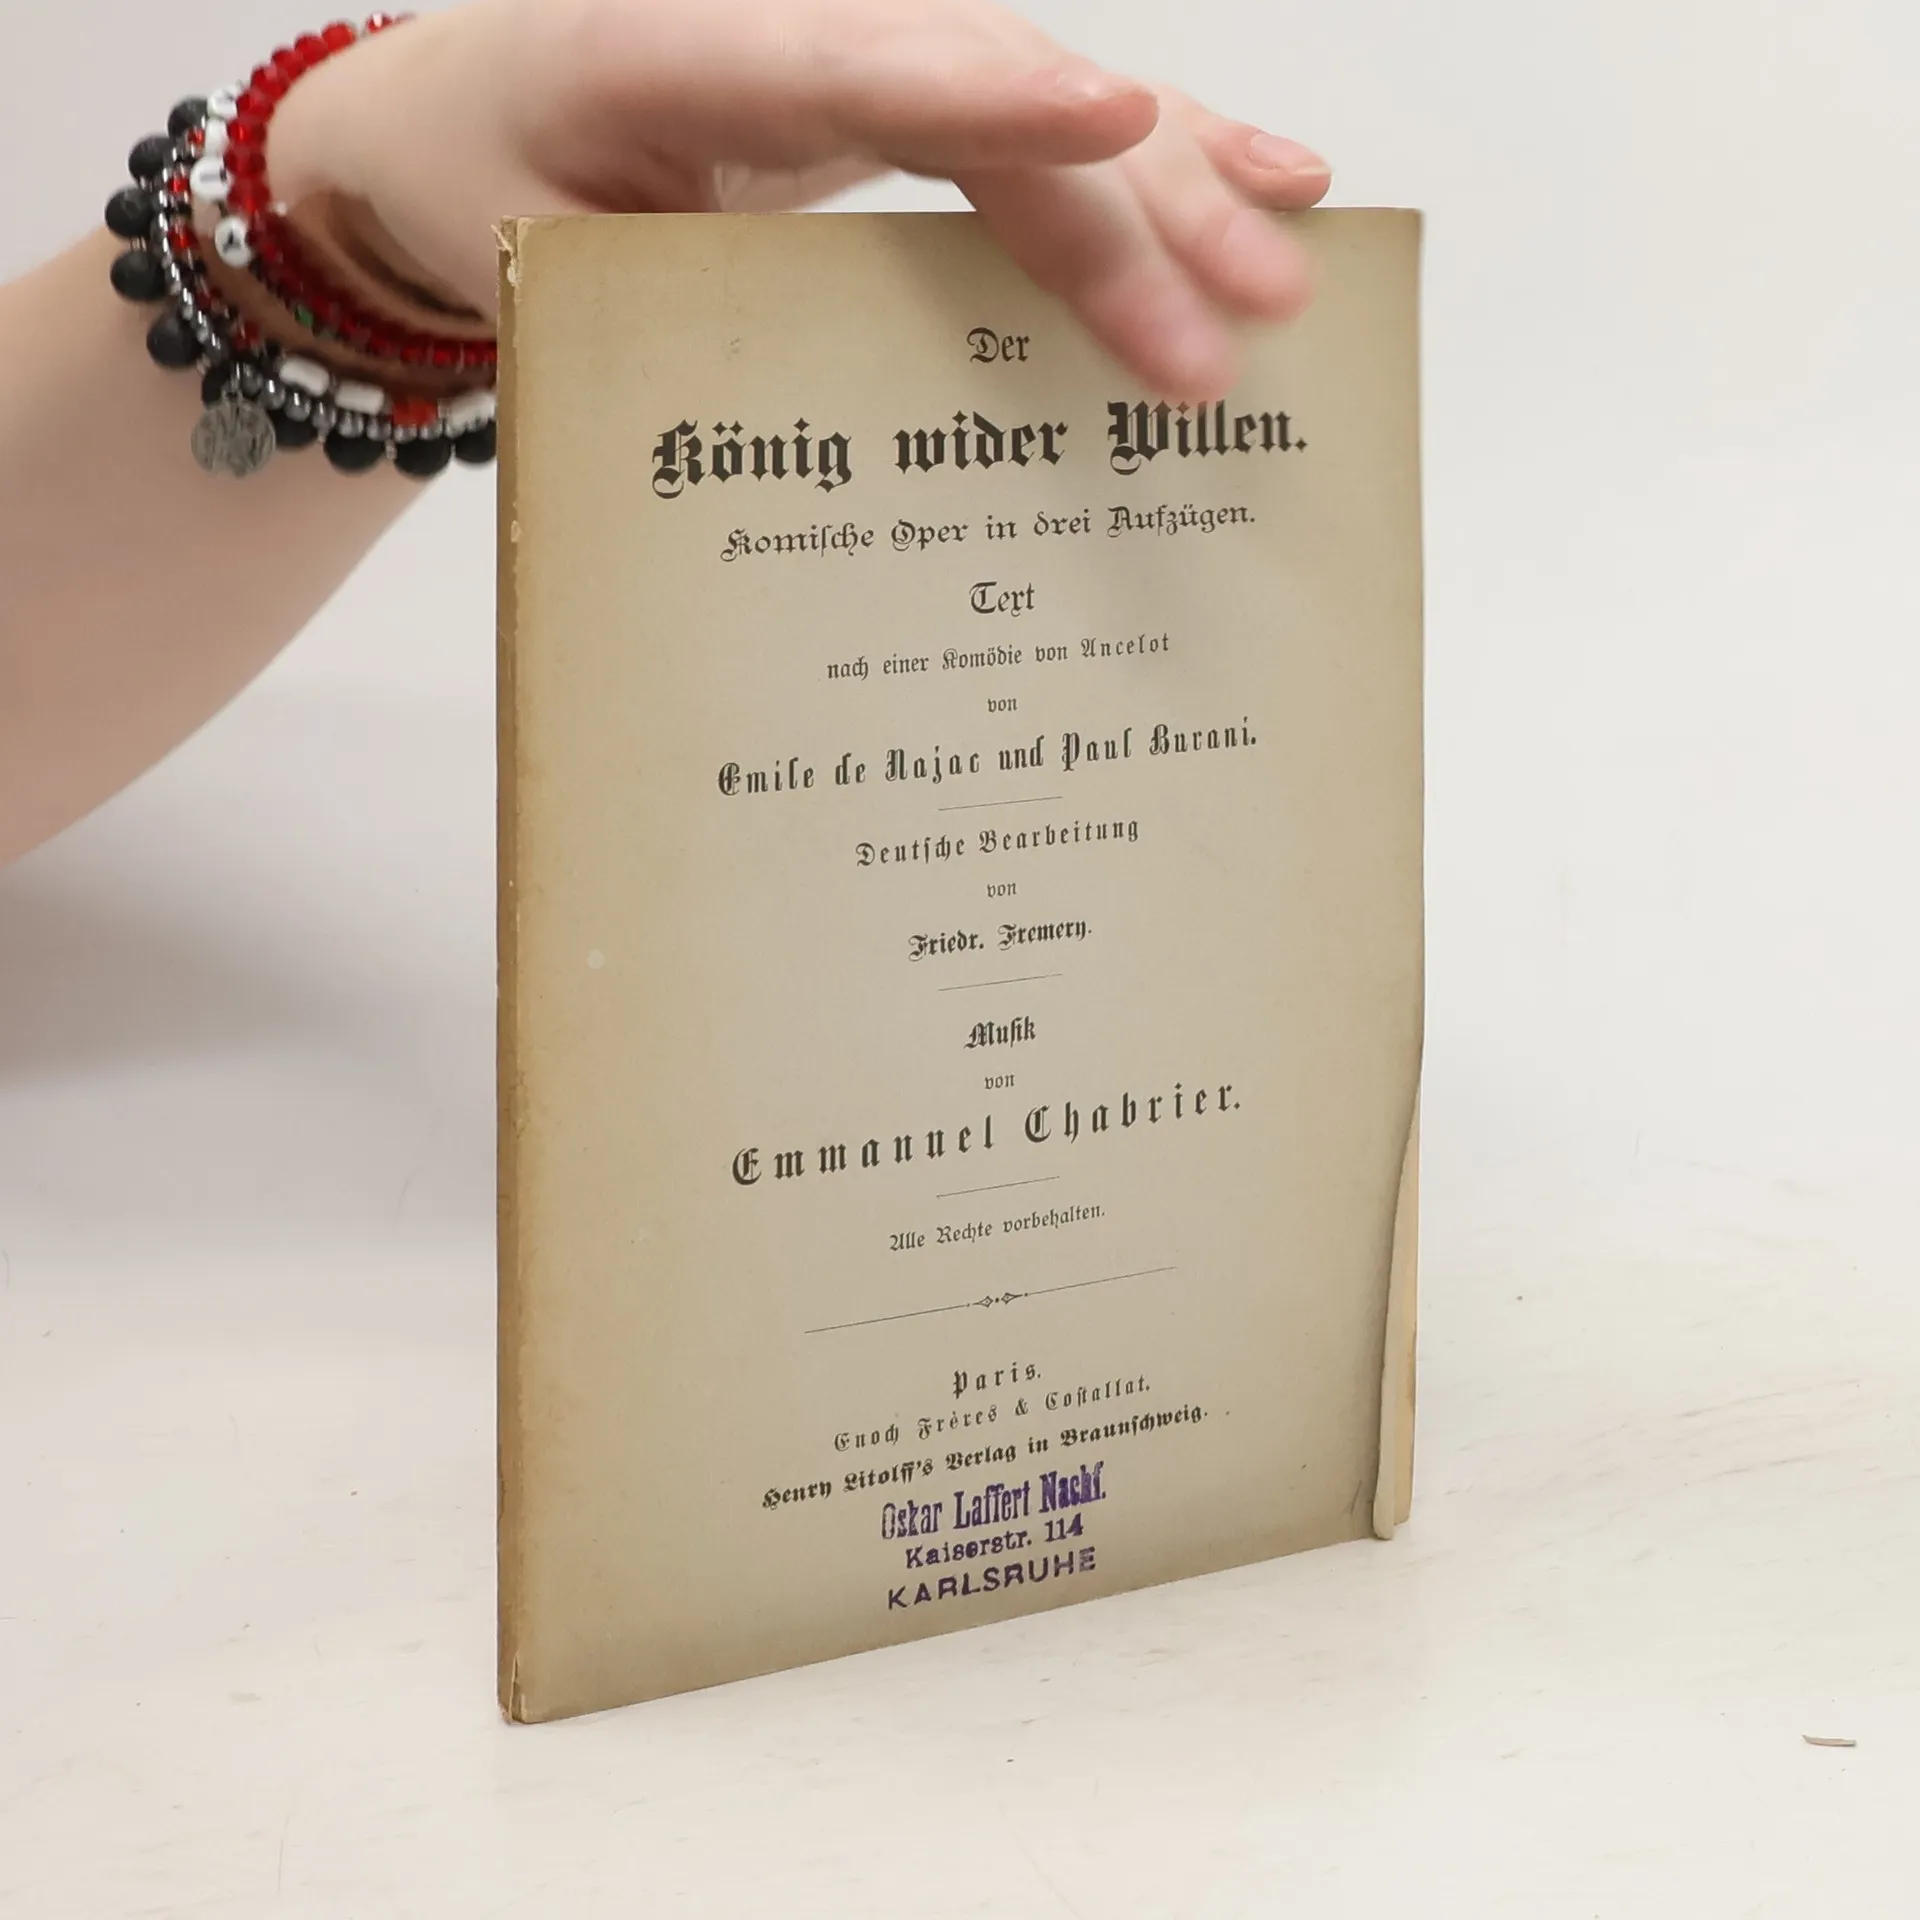 Der
König wider Willen.
Komische Oper in drei Aufzügen.
Text
nach einer Komödie von Ancelot
von
Emile de Najac und Paul Burani.
Deutsche Bearbeitung
von
Friedr. Fremery.
Musik
von
Emmanuel Chabrier.
Alle Rechte vorbehalten.
Paris.
Enoch Frères & Costallat.
Henry Litolff's Verlag in Braunschweig.
Oskar Laffert Nachf.
Kaiserstr. 114
KARLSRUHE